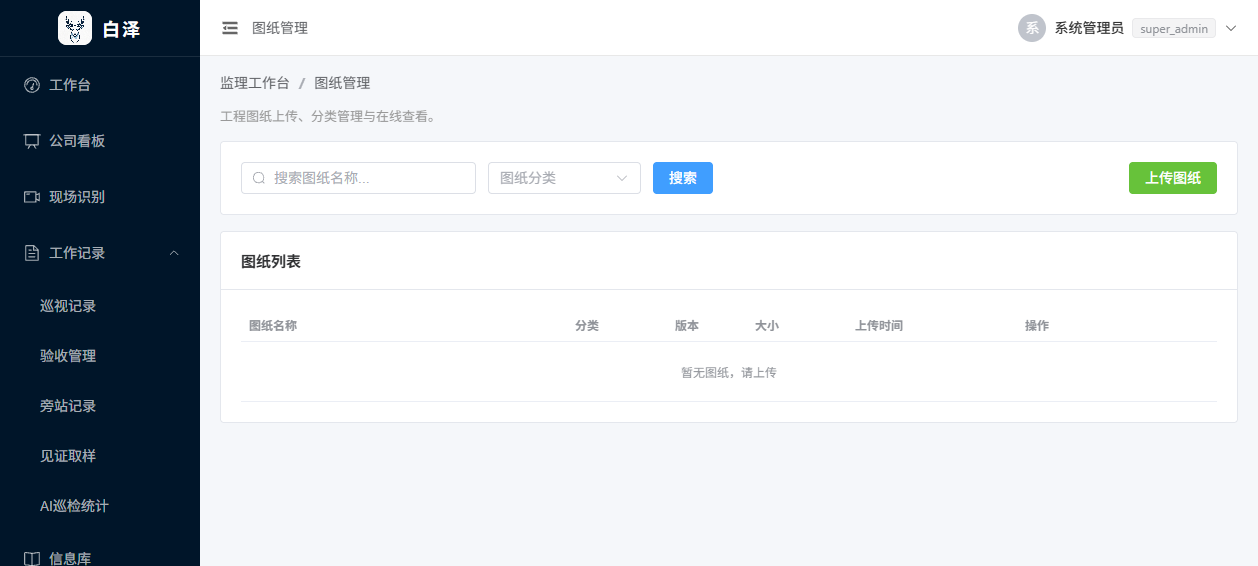 白泽
图纸管理
系
系统管理员
super_admin
工作台
公司看板
现场识别
工作记录
巡视记录
验收管理
旁站记录
见证取样
AI巡检统计
信息库
监理工作台 / 图纸管理
工程图纸上传、分类管理与在线查看。
搜索图纸名称...
图纸分类
搜索
上传图纸
图纸列表
图纸名称 分类 版本 大小 上传时间 操作
暂无图纸，请上传